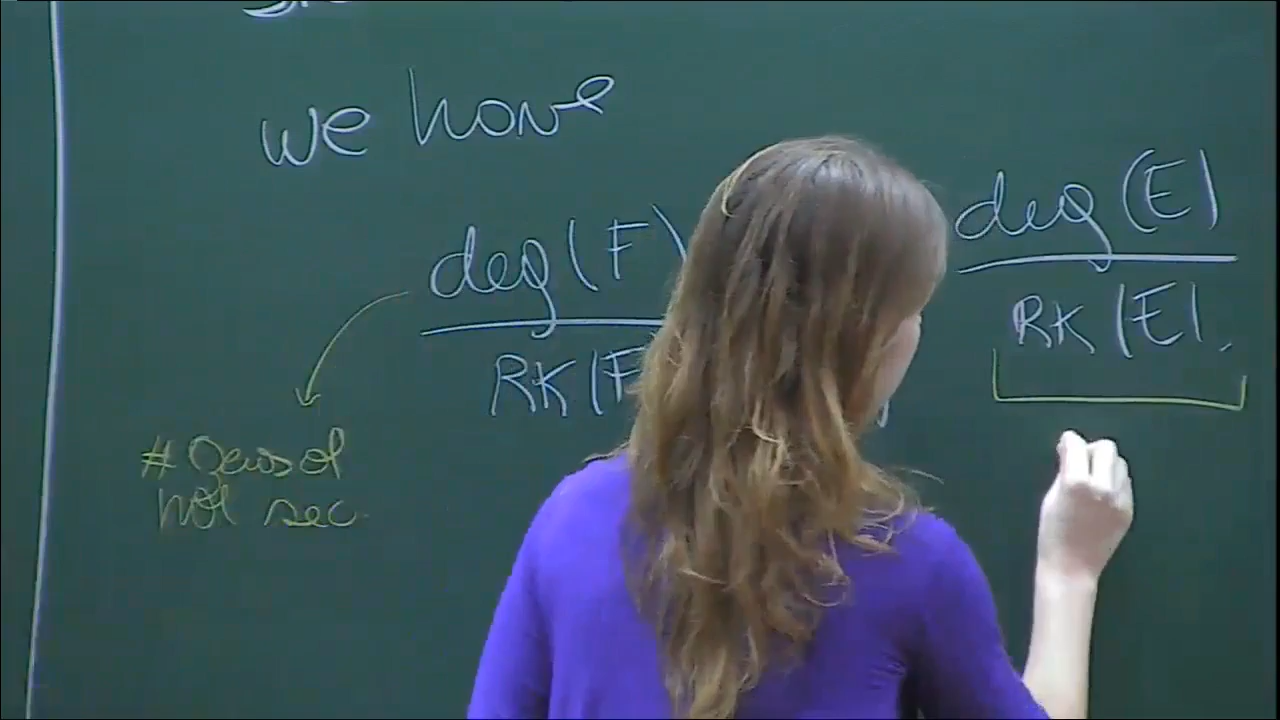 we have
deg(F) deg(E)
RK(F RK(E).
# zeros of
hol sec.